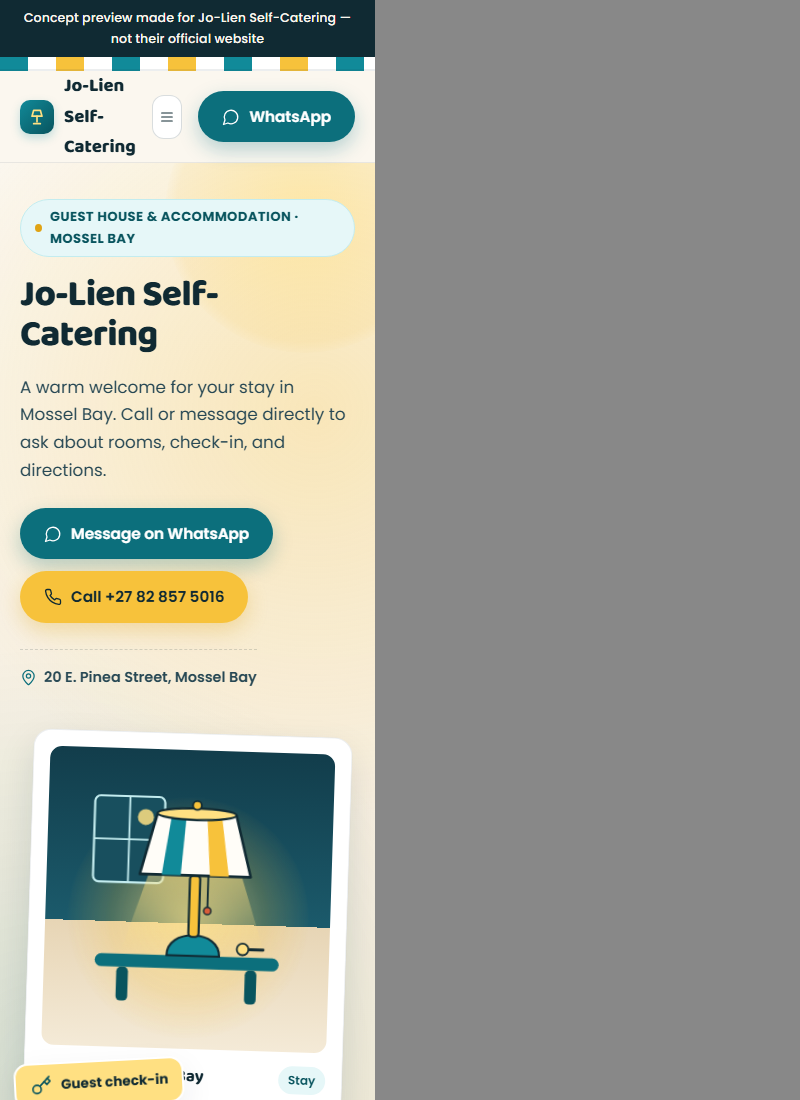 Concept preview made for Jo-Lien Self-Catering —
not their official website
Jo-Lien
Self-
Catering
WhatsApp
GUEST HOUSE & ACCOMMODATION ·
MOSSEL BAY
Jo-Lien Self-
Catering
A warm welcome for your stay in
Mossel Bay. Call or message directly to
ask about rooms, check-in, and
directions.
Message on WhatsApp
Call +27 82 857 5016
20 E. Pinea Street, Mossel Bay
Guest check-in
Stay